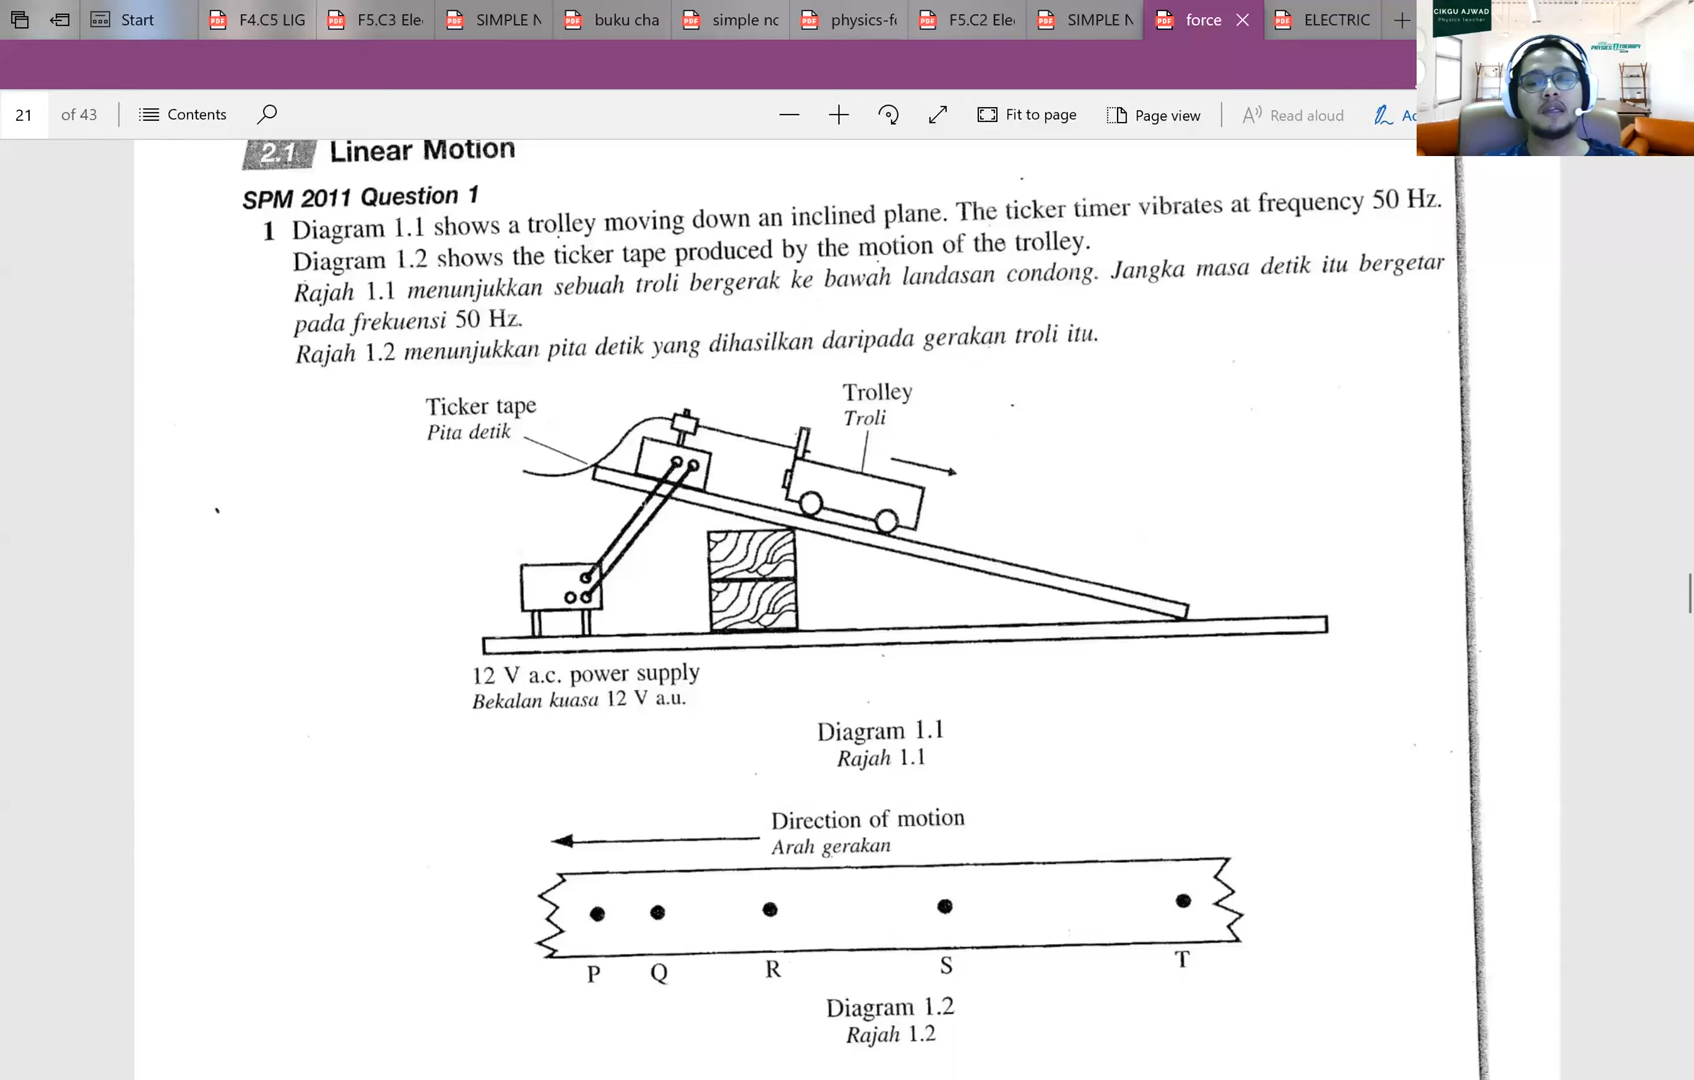 Start
F4.C5 LIG
F5.C3 Ele
SIMPLE N
buku cha
simple nc
physics-f
F5.C2 Ele
SIMPLE N
force
ELECTRIC
CIKGU AJWAD
Physics teacher
21 of 43
Contents
Fit to page
Page view
Read aloud
2.1 Linear Motion
SPM 2011 Question 1
1 Diagram 1.1 shows a trolley moving down an inclined plane. The ticker timer vibrates at frequency 50 Hz.
Diagram 1.2 shows the ticker tape produced by the motion of the trolley.
Rajah 1.1 menunjukkan sebuah troli bergerak ke bawah landasan condong. Jangka masa detik itu bergetar
pada frekuensi 50 Hz.
Rajah 1.2 menunjukkan pita detik yang dihasilkan daripada gerakan troli itu.
Ticker tape
Pita detik
Trolley
Troli
12 V a.c. power supply
Bekalan kuasa 12 V a.u.
Diagram 1.1
Rajah 1.1
Direction of motion
Arah gerakan
P Q R S T
Diagram 1.2
Rajah 1.2